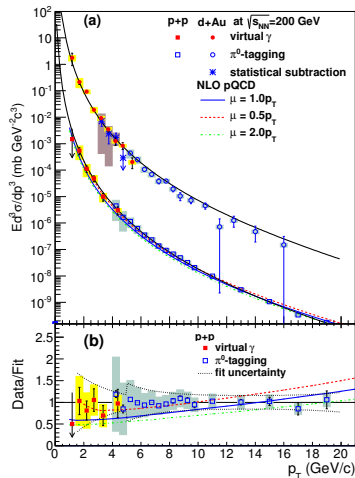 (a) p+p d+Au at √s_NN=200 GeV
virtual γ
π⁰-tagging
statistical subtraction
NLO pQCD
μ = 1.0p_T
μ = 0.5p_T
μ = 2.0p_T
Ed³σ/dp³ (mb GeV⁻²c³)
10²
10
1
10⁻¹
10⁻²
10⁻³
10⁻⁴
10⁻⁵
10⁻⁶
10⁻⁷
10⁻⁸
10⁻⁹
(b) p+p
virtual γ
π⁰-tagging
fit uncertainty
Data/Fit
2
1.5
1
0.5
0
0 2 4 6 8 10 12 14 16 18 20
p_T (GeV/c)